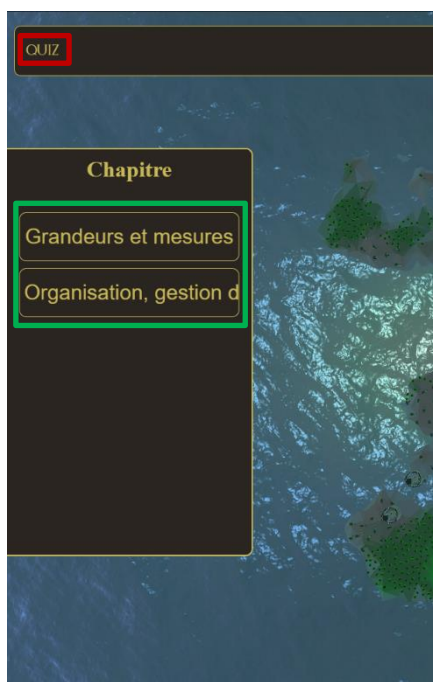 QUIZ
Chapitre
Grandeurs et mesures
Organisation, gestion d